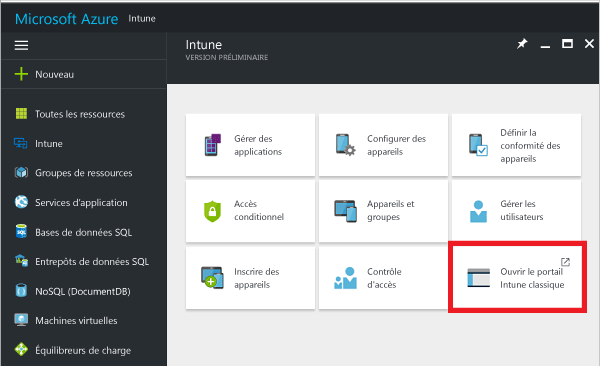 Microsoft Azure Intune
Intune
VERSION PRÉLIMINAIRE
Nouveau
Toutes les ressources
Intune
Groupes de ressources
Services d'application
Bases de données SQL
Entrepôts de données SQL
NoSQL (DocumentDB)
Machines virtuelles
Équilibreurs de charge
Gérer des
applications
Configurer des
appareils
Définir la
conformité des
appareils
Accès
conditionnel
Appareils et
groupes
Gérer les
utilisateurs
Inscrire des
appareils
Contrôle
d'accès
Ouvrir le portail
Intune classique